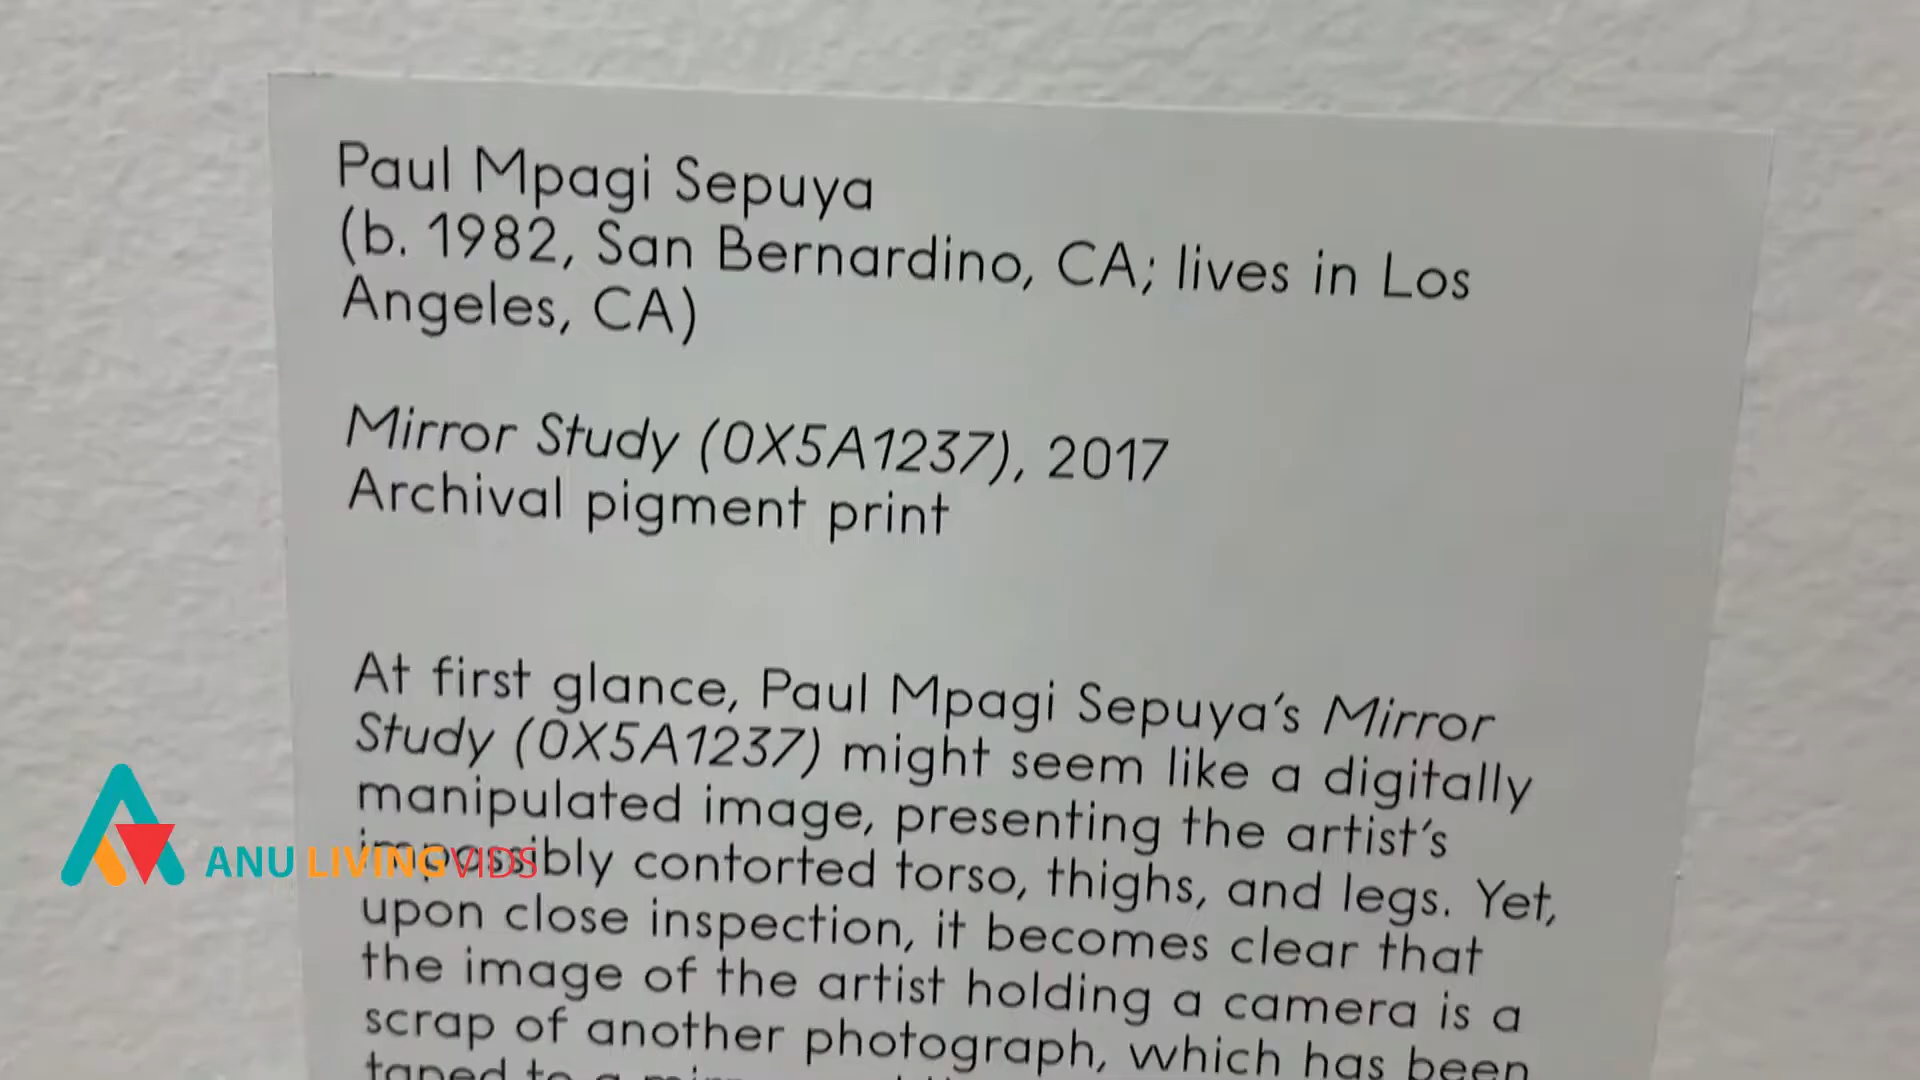 Paul Mpagi Sepuya
(b. 1982, San Bernardino, CA; lives in Los
Angeles, CA)
Mirror Study (0X5A1237), 2017
Archival pigment print
At first glance, Paul Mpagi Sepuya's Mirror
Study (0X5A1237) might seem like a digitally
manipulated image, presenting the artist's
impossibly contorted torso, thighs, and legs. Yet,
upon close inspection, it becomes clear that
the image of the artist holding a camera is a
scrap of another photograph, which has been
taped to a
ANU LIVINGVIDS